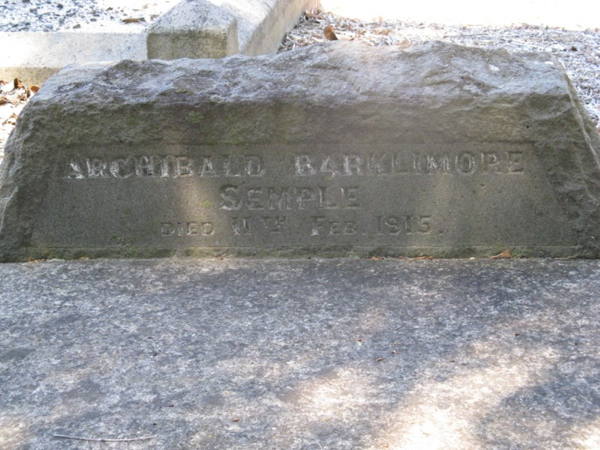 ARCHIBALD BARKLIMORE
SEMPLE
DIED 11TH FEB. 1915.